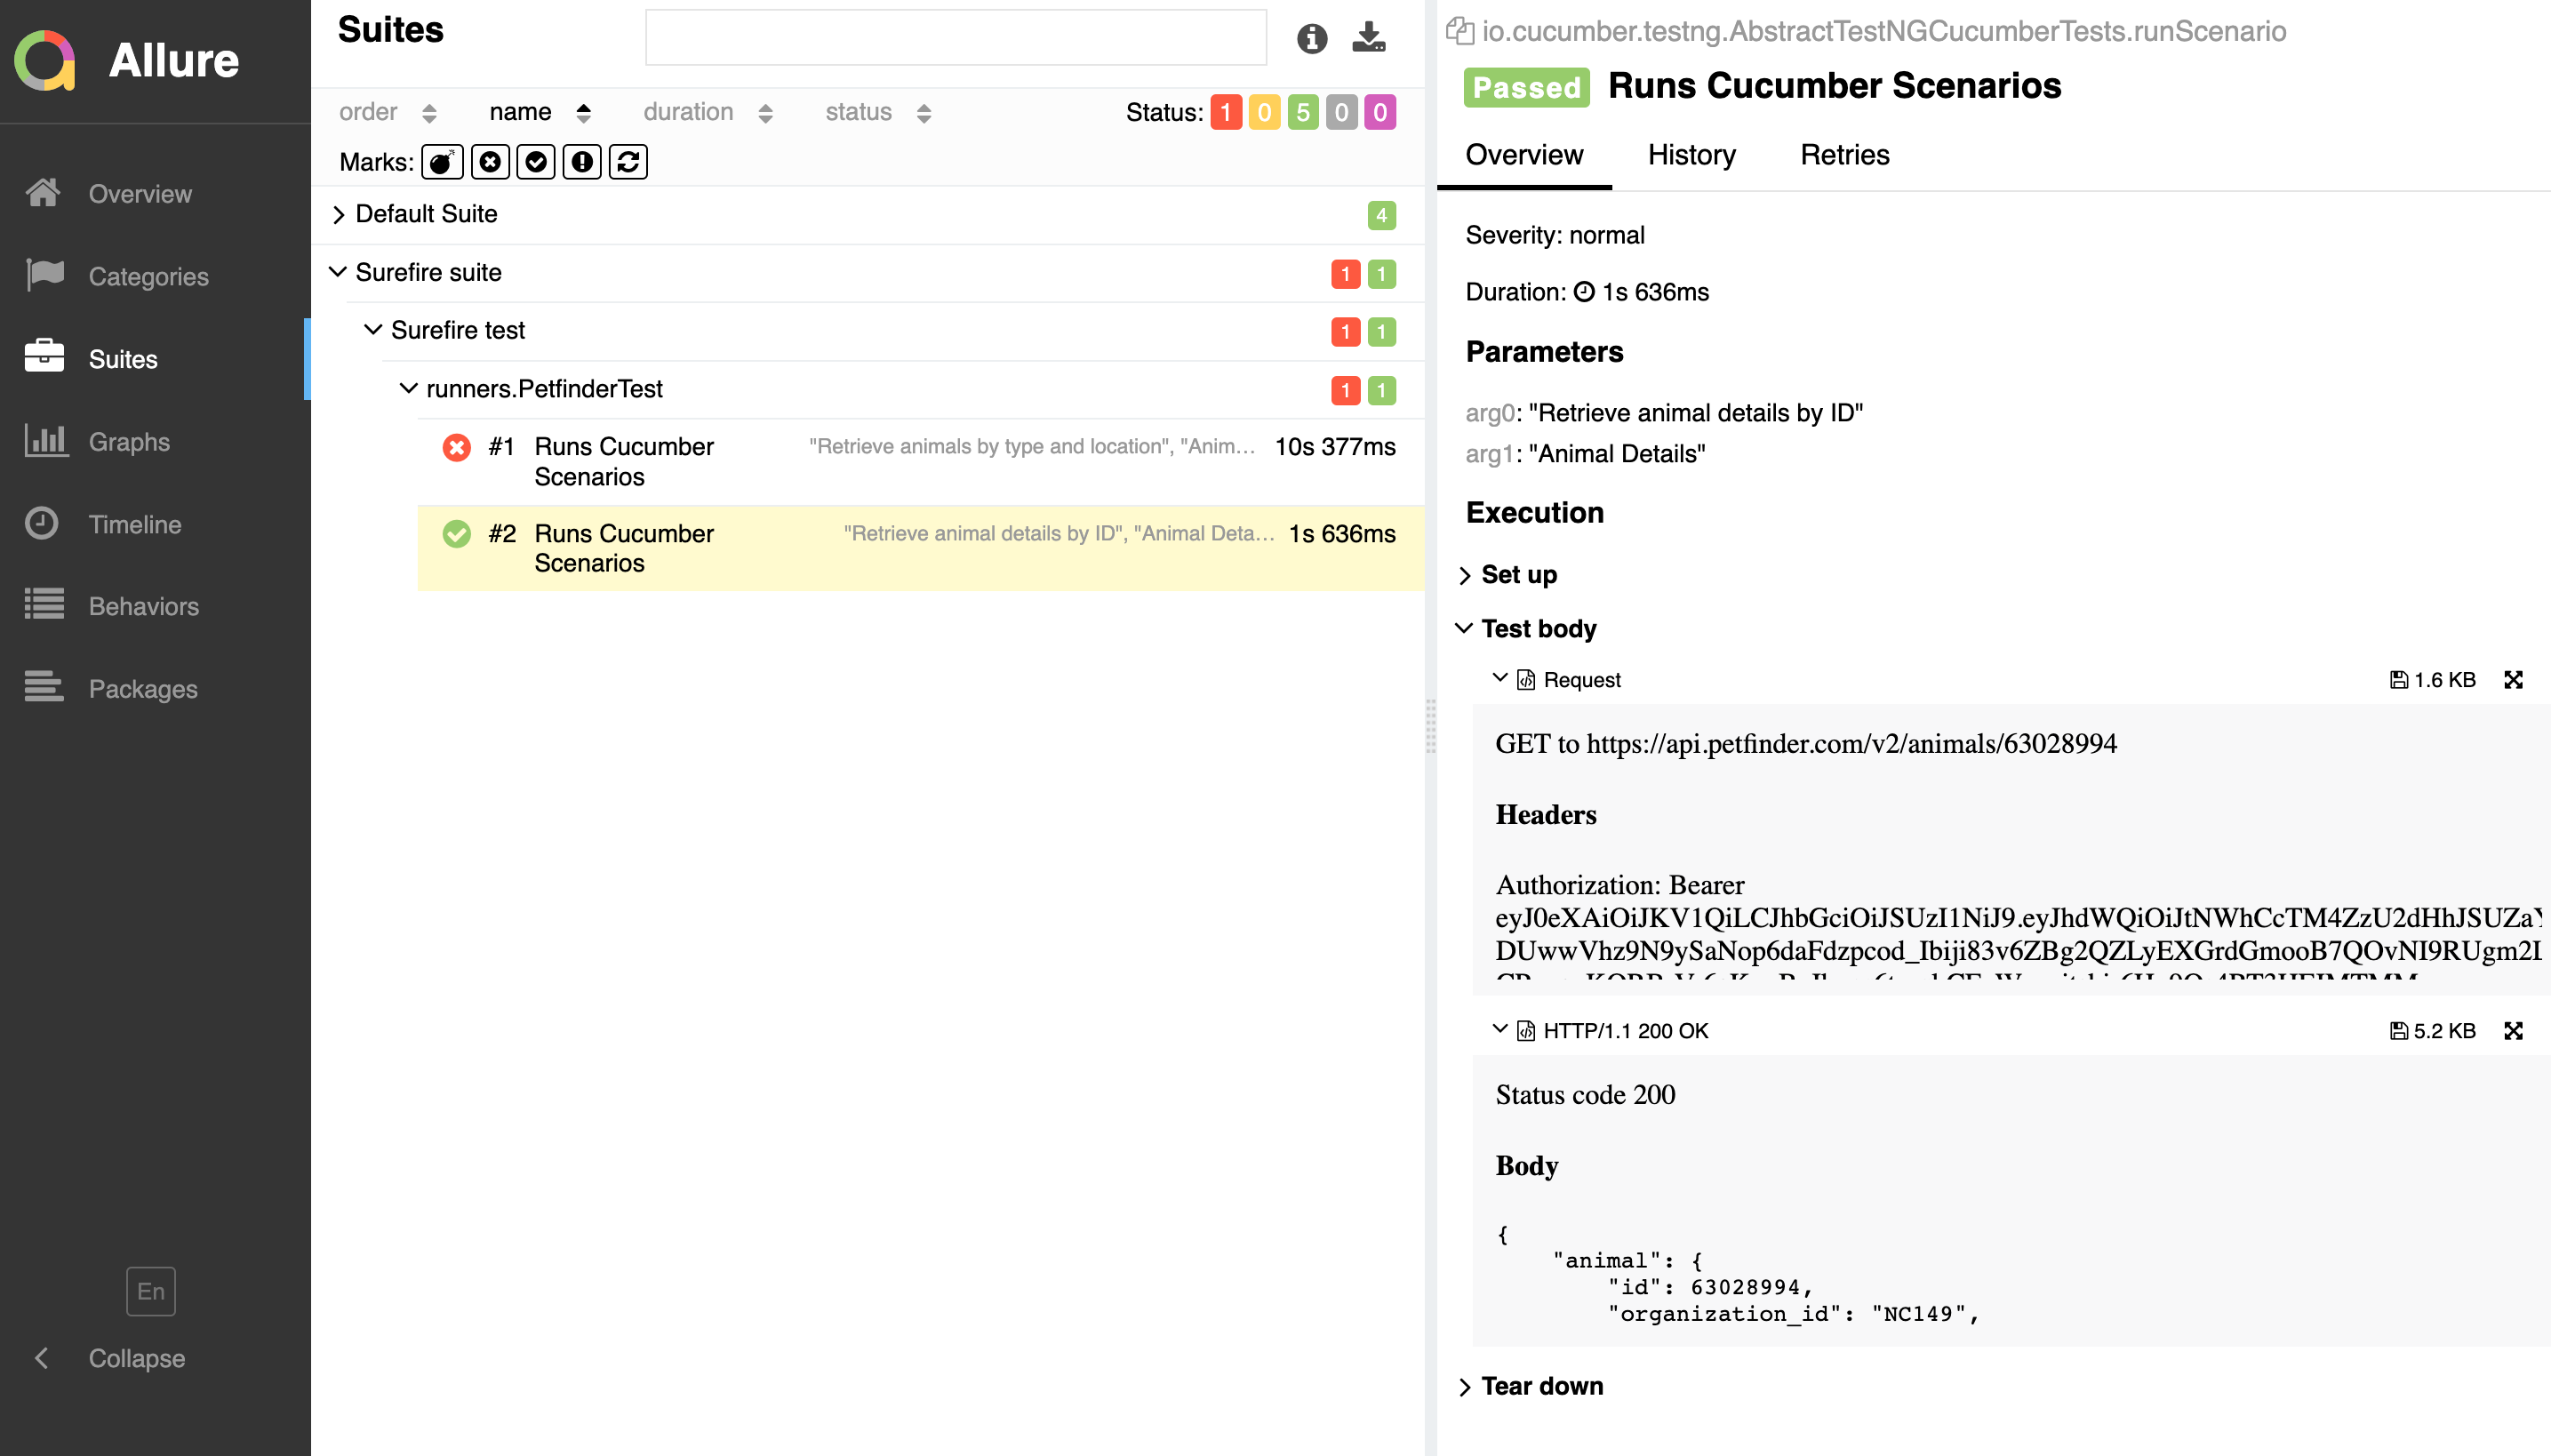 Allure
Overview
Categories
Suites
Graphs
Timeline
Behaviors
Packages
En
Collapse
Suites
order name duration status Status: 1 0 5 0 0
Marks:
Default Suite 4
Surefire suite 1 1
Surefire test 1 1
runners.PetfinderTest 1 1
#1 Runs Cucumber Scenarios "Retrieve animals by type and location", "Anim... 10s 377ms
#2 Runs Cucumber Scenarios "Retrieve animal details by ID", "Animal Deta... 1s 636ms
io.cucumber.testng.AbstractTestNGCucumberTests.runScenario
Passed Runs Cucumber Scenarios
Overview History Retries
Severity: normal
Duration: 1s 636ms
Parameters
arg0: "Retrieve animal details by ID"
arg1: "Animal Details"
Execution
Set up
Test body
Request 1.6 KB
GET to https://api.petfinder.com/v2/animals/63028994
Headers
Authorization: Bearer
eyJ0eXAiOiJKV1QiLCJhbGciOiJSUzI1NiJ9.eyJhdWQiOiJtNWhCcTM4ZzU2dHhJSUZaY
DUwwVhz9N9ySaNop6daFdzpcod_Ibiji83v6ZBg2QZLyEXGrdGmooB7QOvNI9RUgm2I
HTTP/1.1 200 OK 5.2 KB
Status code 200
Body
{
"animal": {
"id": 63028994,
"organization_id": "NC149",
Tear down